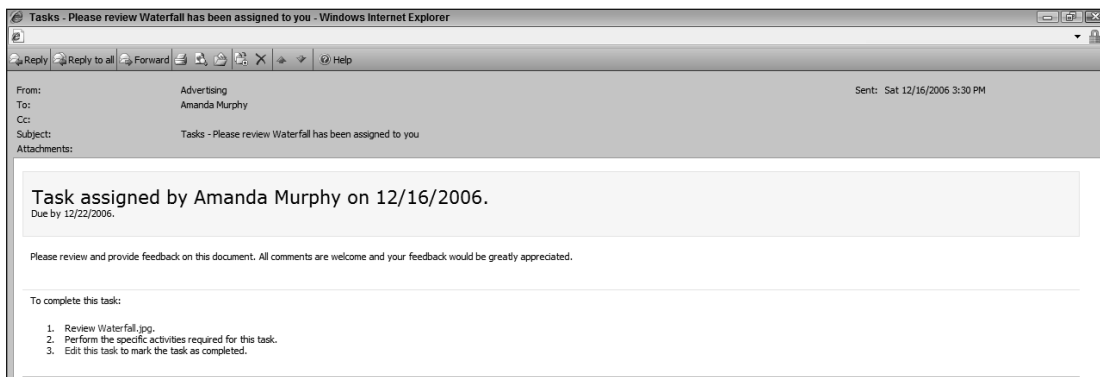 Tasks - Please review Waterfall has been assigned to you - Windows Internet Explorer
Reply Reply to all Forward Help
From: Advertising Sent: Sat 12/16/2006 3:30 PM
To: Amanda Murphy
Cc:
Subject: Tasks - Please review Waterfall has been assigned to you
Attachments:
Task assigned by Amanda Murphy on 12/16/2006.
Due by 12/22/2006.
Please review and provide feedback on this document. All comments are welcome and your feedback would be greatly appreciated.
To complete this task:
1. Review Waterfall.jpg.
2. Perform the specific activities required for this task.
3. Edit this task to mark the task as completed.